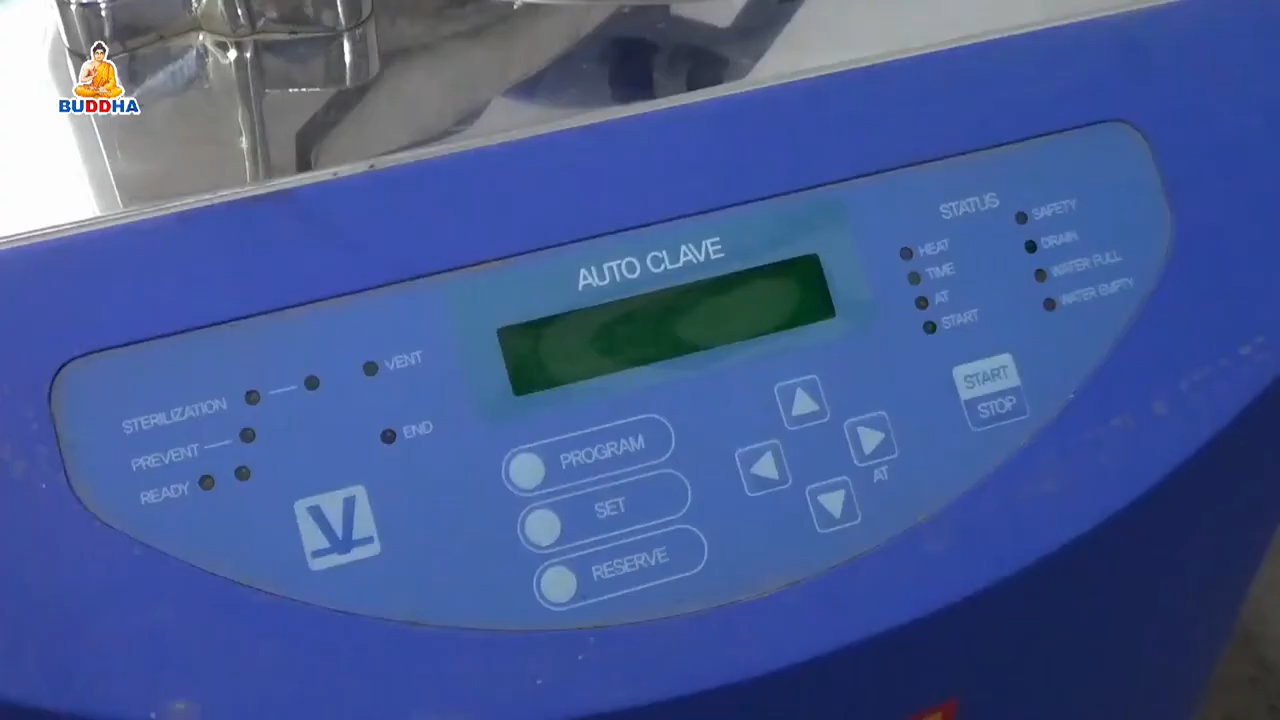 BUDDHA
AUTO CLAVE
STERILIZATION
PREVENT
READY
VENT
END
PROGRAM
SET
RESERVE
AT
STATUS
HEAT
TIME
AT
START
SAFETY
DRAIN
WATER FULL
WATER EMPTY
START
STOP